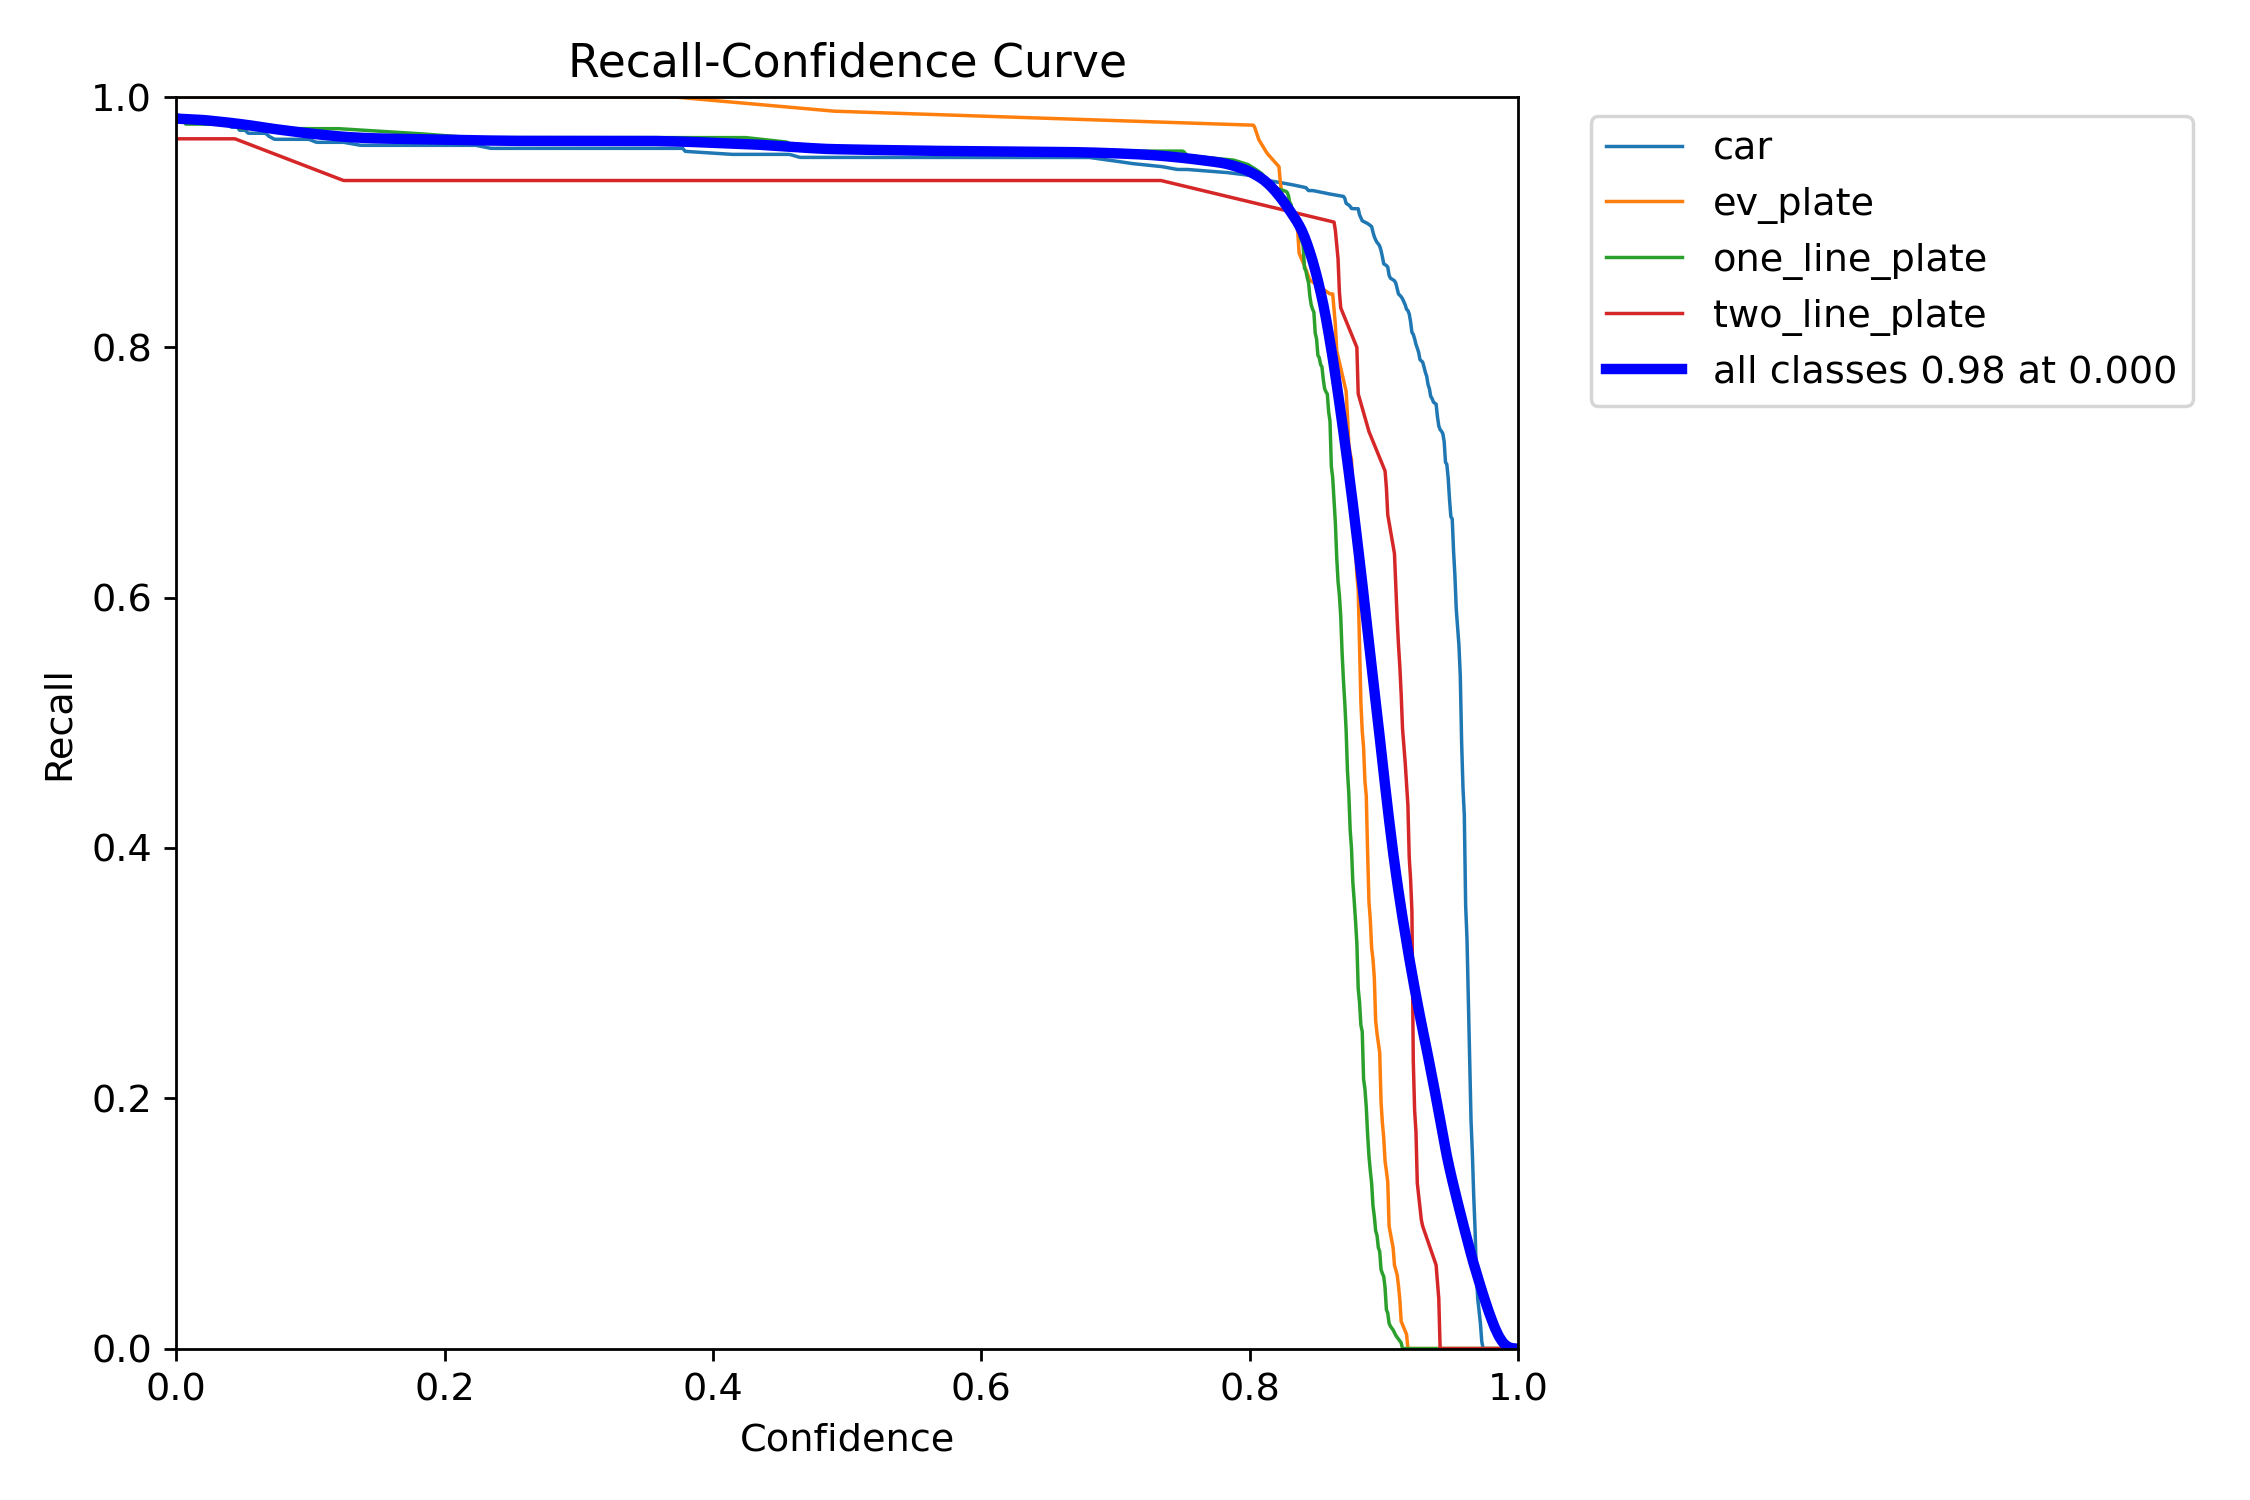 Recall-Confidence Curve
1.0
0.8
0.6
0.4
0.2
0.0
Recall
0.0 0.2 0.4 0.6 0.8 1.0
Confidence
car
ev_plate
one_line_plate
two_line_plate
all classes 0.98 at 0.000